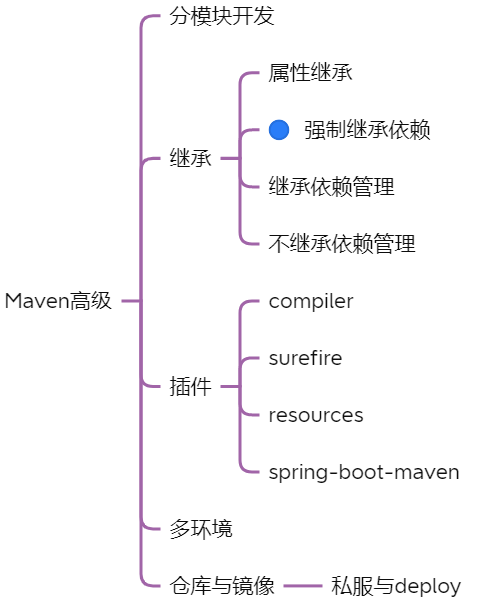 分模块开发
属性继承
强制继承依赖
继承
继承依赖管理
不继承依赖管理
Maven高级
compiler
surefire
插件
resources
spring-boot-maven
多环境
仓库与镜像
私服与deploy